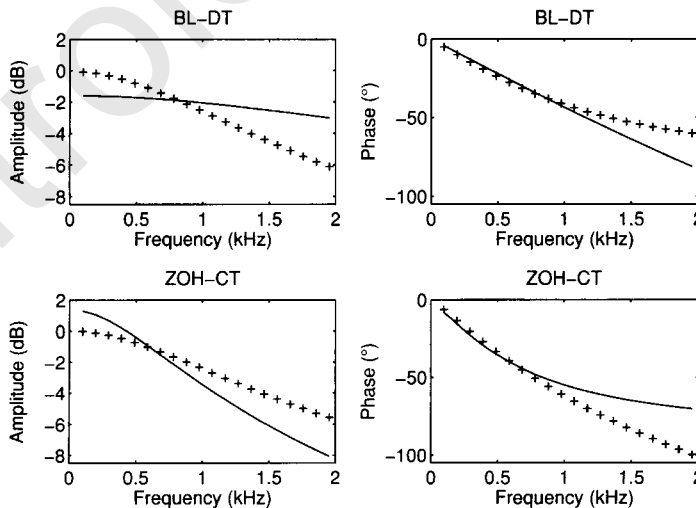 BL-DT
2
0
-2
-4
-6
-8
Amplitude (dB)
0 0.5 1 1.5 2
Frequency (kHz)
BL-DT
0
-50
-100
Phase (°)
0 0.5 1 1.5 2
Frequency (kHz)
ZOH-CT
2
0
-2
-4
-6
-8
Amplitude (dB)
0 0.5 1 1.5 2
Frequency (kHz)
ZOH-CT
0
-50
-100
Phase (°)
0 0.5 1 1.5 2
Frequency (kHz)